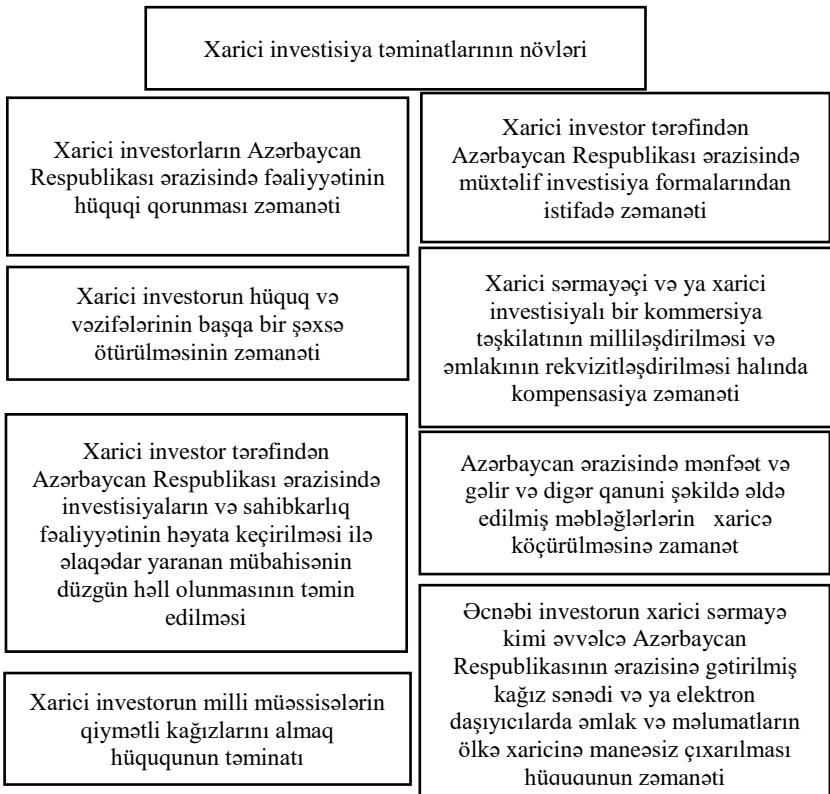 Xarici investisiya təminatlarının növləri
Xarici investorların Azərbaycan
Respublikası ərazisində fəaliyyətinin
hüquqi qorunması zəmanəti
Xarici investor tərəfindən
Azərbaycan Respublikası ərazisində
müxtəlif investisiya formalarından
istifadə zəmanəti
Xarici investorun hüquq və
vəzifələrinin başqa bir şəxsə
ötürülməsinin zəmanəti
Xarici sərmayəçi və ya xarici
investisiyalı bir kommersiya
təşkilatının milliləşdirilməsi və
əmlakının rekvizitləşdirilməsi halında
kompensasiya zəmanəti
Xarici investor tərəfindən
Azərbaycan Respublikası ərazisində
investisiyaların və sahibkarlıq
fəaliyyətinin həyata keçirilməsi ilə
əlaqədar yaranan mübahisənin
düzgün həll olunmasının təmin
edilməsi
Azərbaycan ərazisində mənfəət və
gəlir və digər qanuni şəkildə əldə
edilmiş məbləğlərlərin xaricə
köçürülməsinə zamanət
Xarici investorun milli müəssisələrin
qiymətli kağızlarını almaq
hüququnun təminatı
Əcnəbi investorun xarici sərmayə
kimi əvvəlcə Azərbaycan
Respublikasının ərazisinə gətirilmiş
kağız sənədi və ya elektron
daşıyıcılarda əmlak və məlumatların
ölkə xaricinə maneəsiz çıxarılması
hüququnun zəmanəti